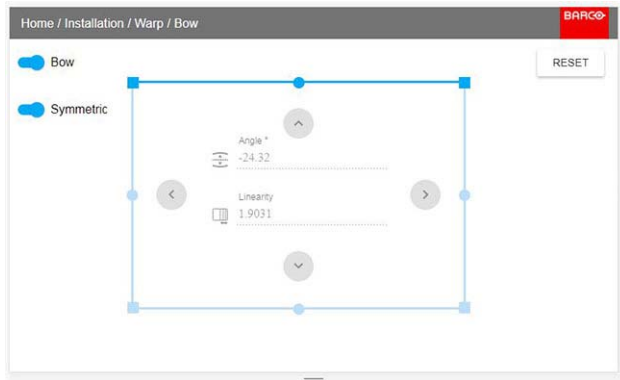 Home / Installation / Warp / Bow
BARCO
Bow
RESET
Symmetric
Angle *
-24.32
Linearity
1.9031